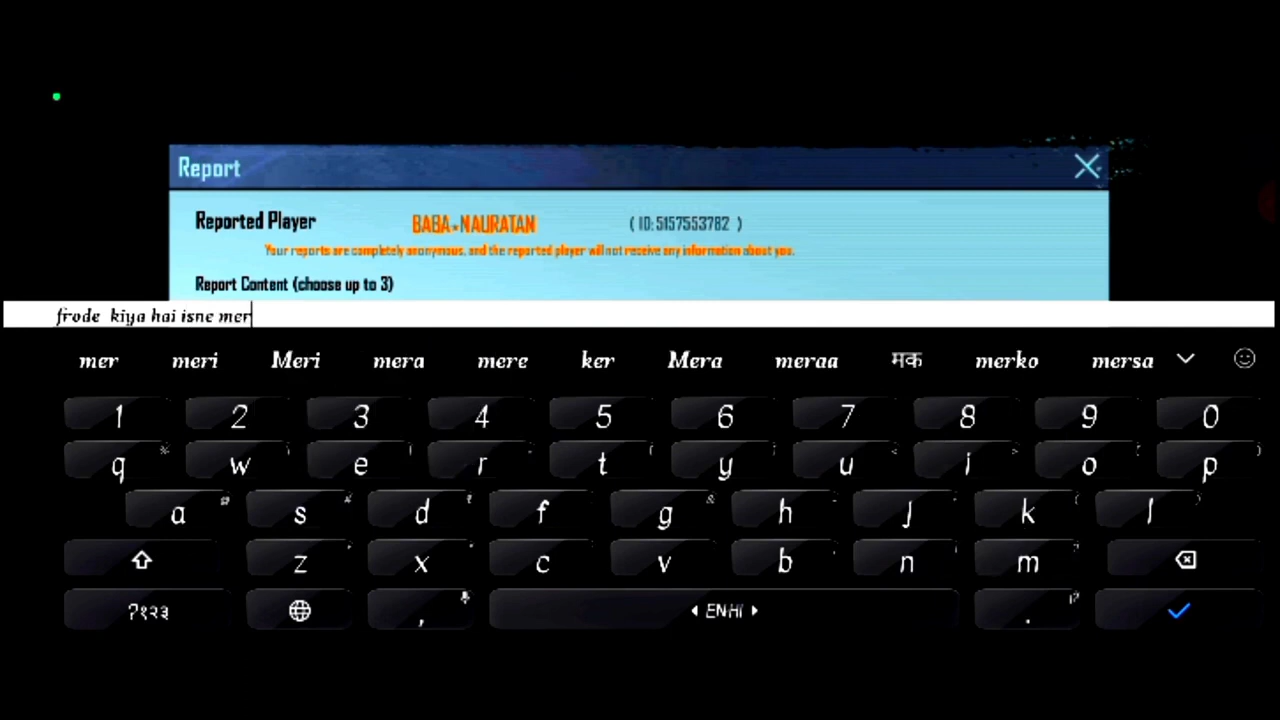 Report
Reported Player BABA★NAURATAN ( ID:5157553782 )
Your reports are completely anonymous, and the reported player will not receive any information about you.
Report Content (choose up to 3)
frode kiya hai isne mer
mer meri Meri mera mere ker Mera meraa मक merko mersa
1 2 3 4 5 6 7 8 9 0
q w e r t y u i o p
a s d f g h j k l
z x c v b n m
?१२३ , ◂ EN·HI ▸ .